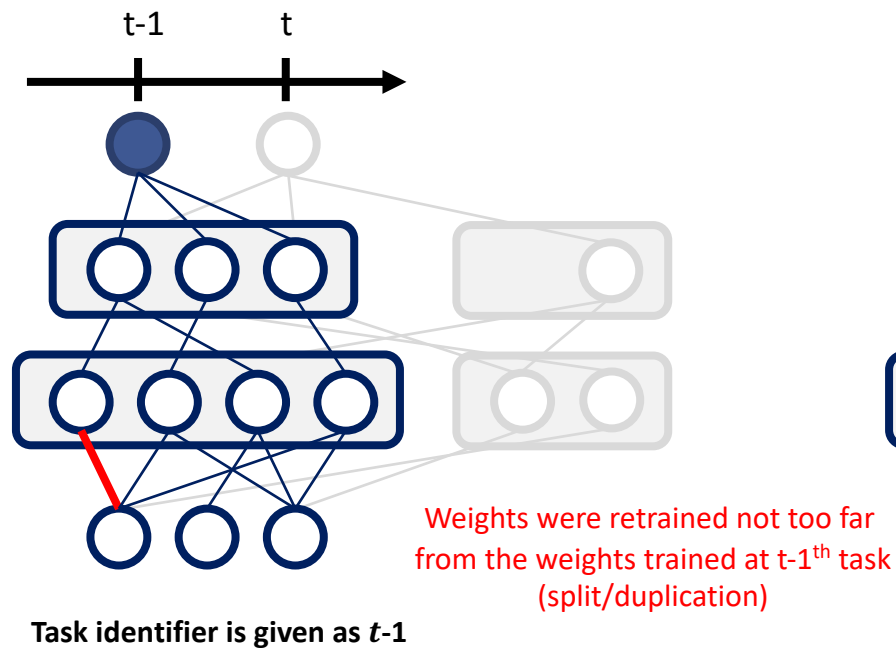 t-1
t
Weights were retrained not too far
from the weights trained at t-1th task
(split/duplication)
Task identifier is given as t-1